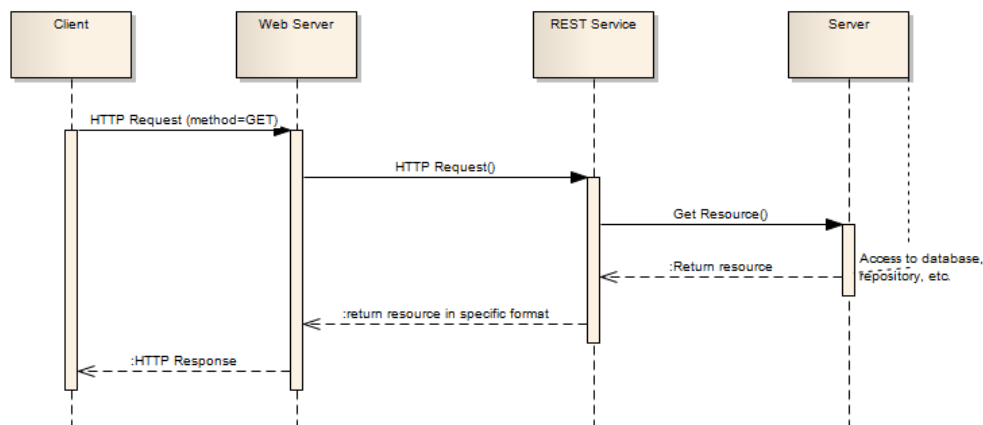 Client
Web Server
REST Service
Server
HTTP Request (method=GET)
HTTP Request()
Get Resource()
Access to database,
repository, etc.
:Return resource
:return resource in specific format
:HTTP Response